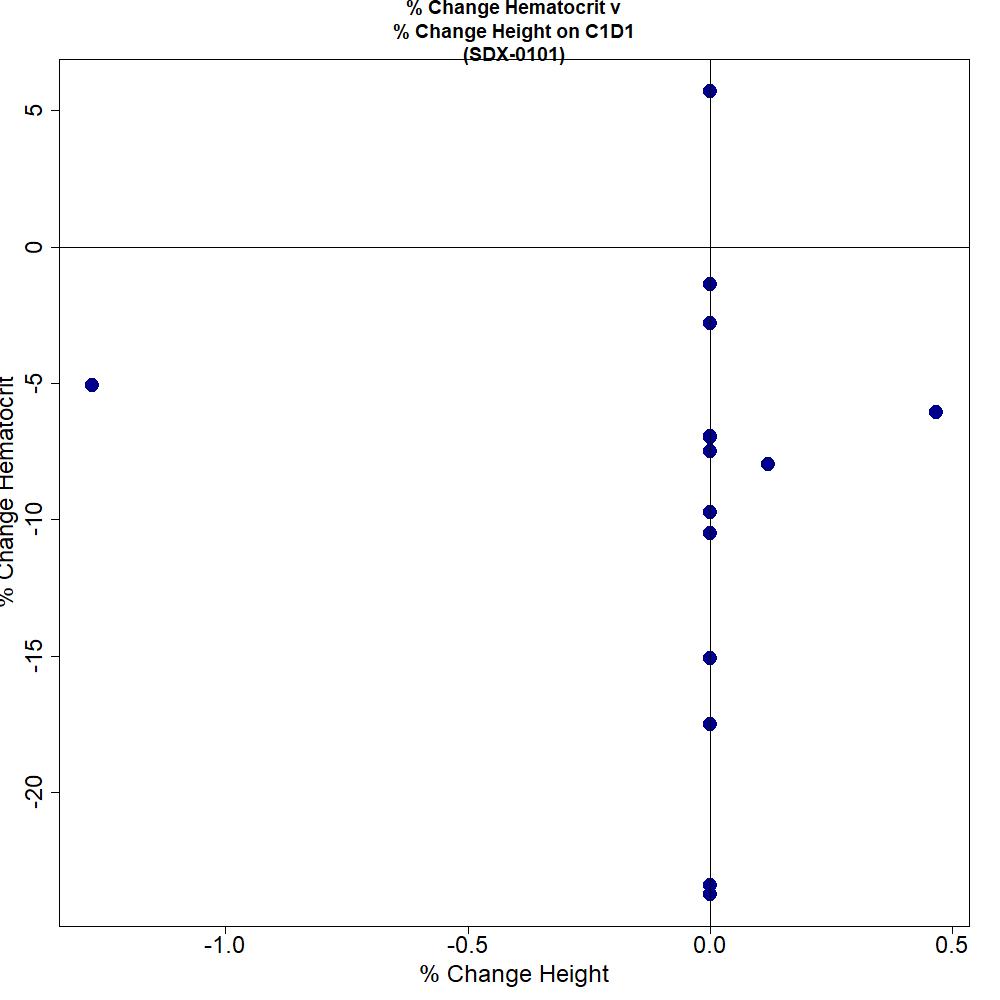 % Change Hematocrit v
% Change Height on C1D1
(SDX-0101)
5
0
-5
-10
-15
-20
% Change Hematocrit
-1.0
-0.5
0.0
0.5
% Change Height